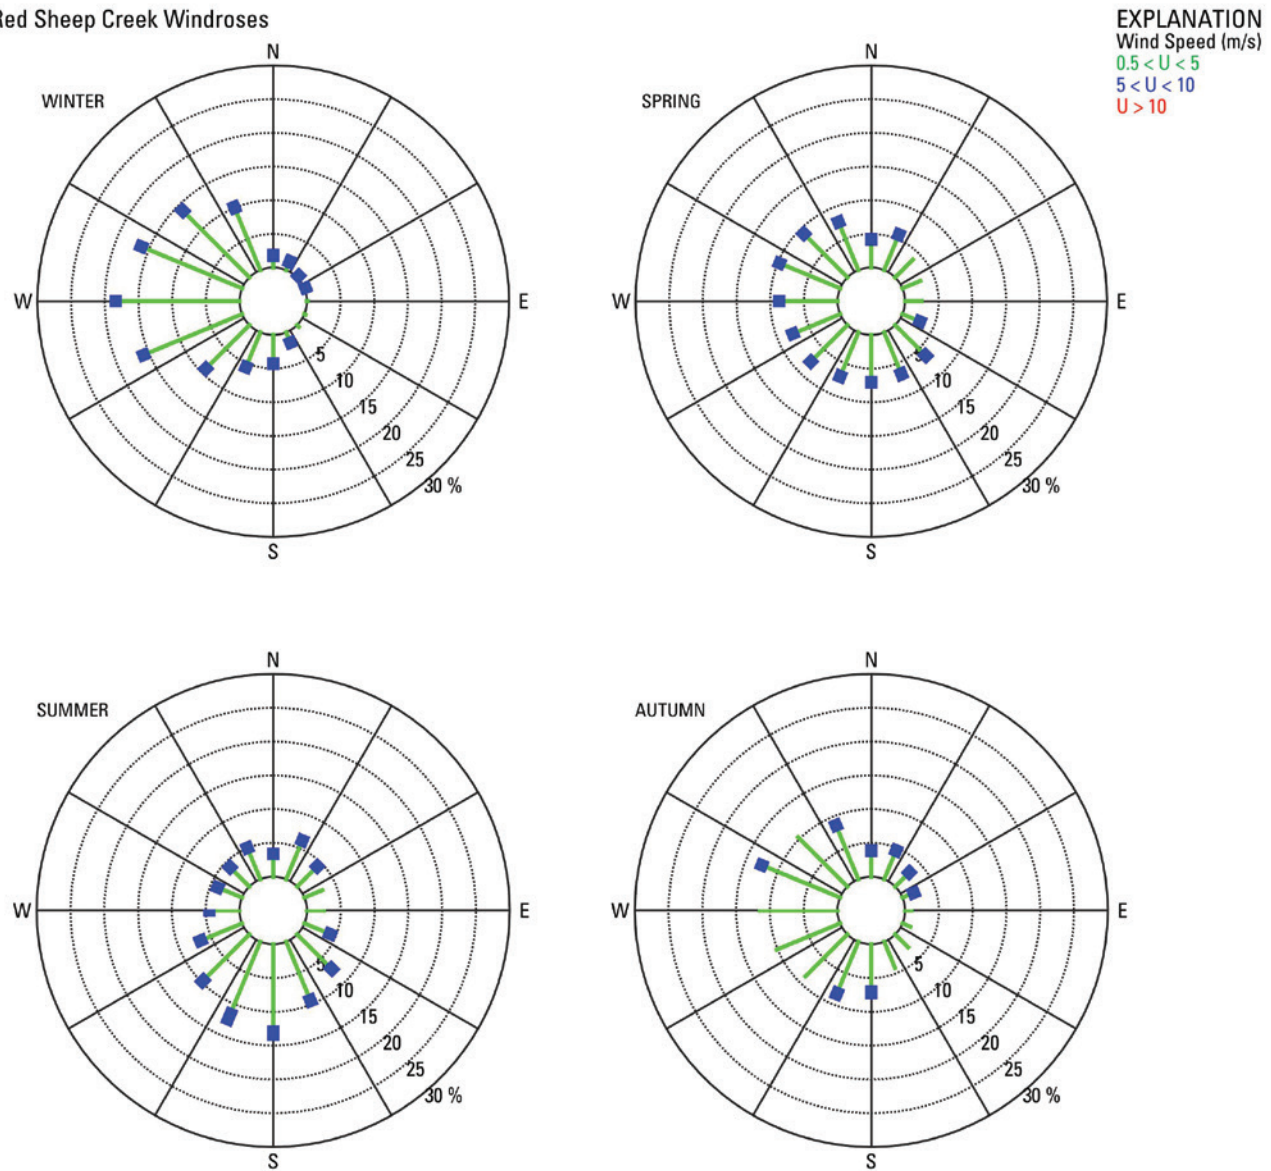 Red Sheep Creek Windroses
EXPLANATION
Wind Speed (m/s)
0.5 < U < 5
5 < U < 10
U > 10
WINTER
N
W
E
S
5
10
15
20
25
30 %
SPRING
N
W
E
S
5
10
15
20
25
30 %
SUMMER
N
W
E
S
5
10
15
20
25
30 %
AUTUMN
N
W
E
S
5
10
15
20
25
30 %